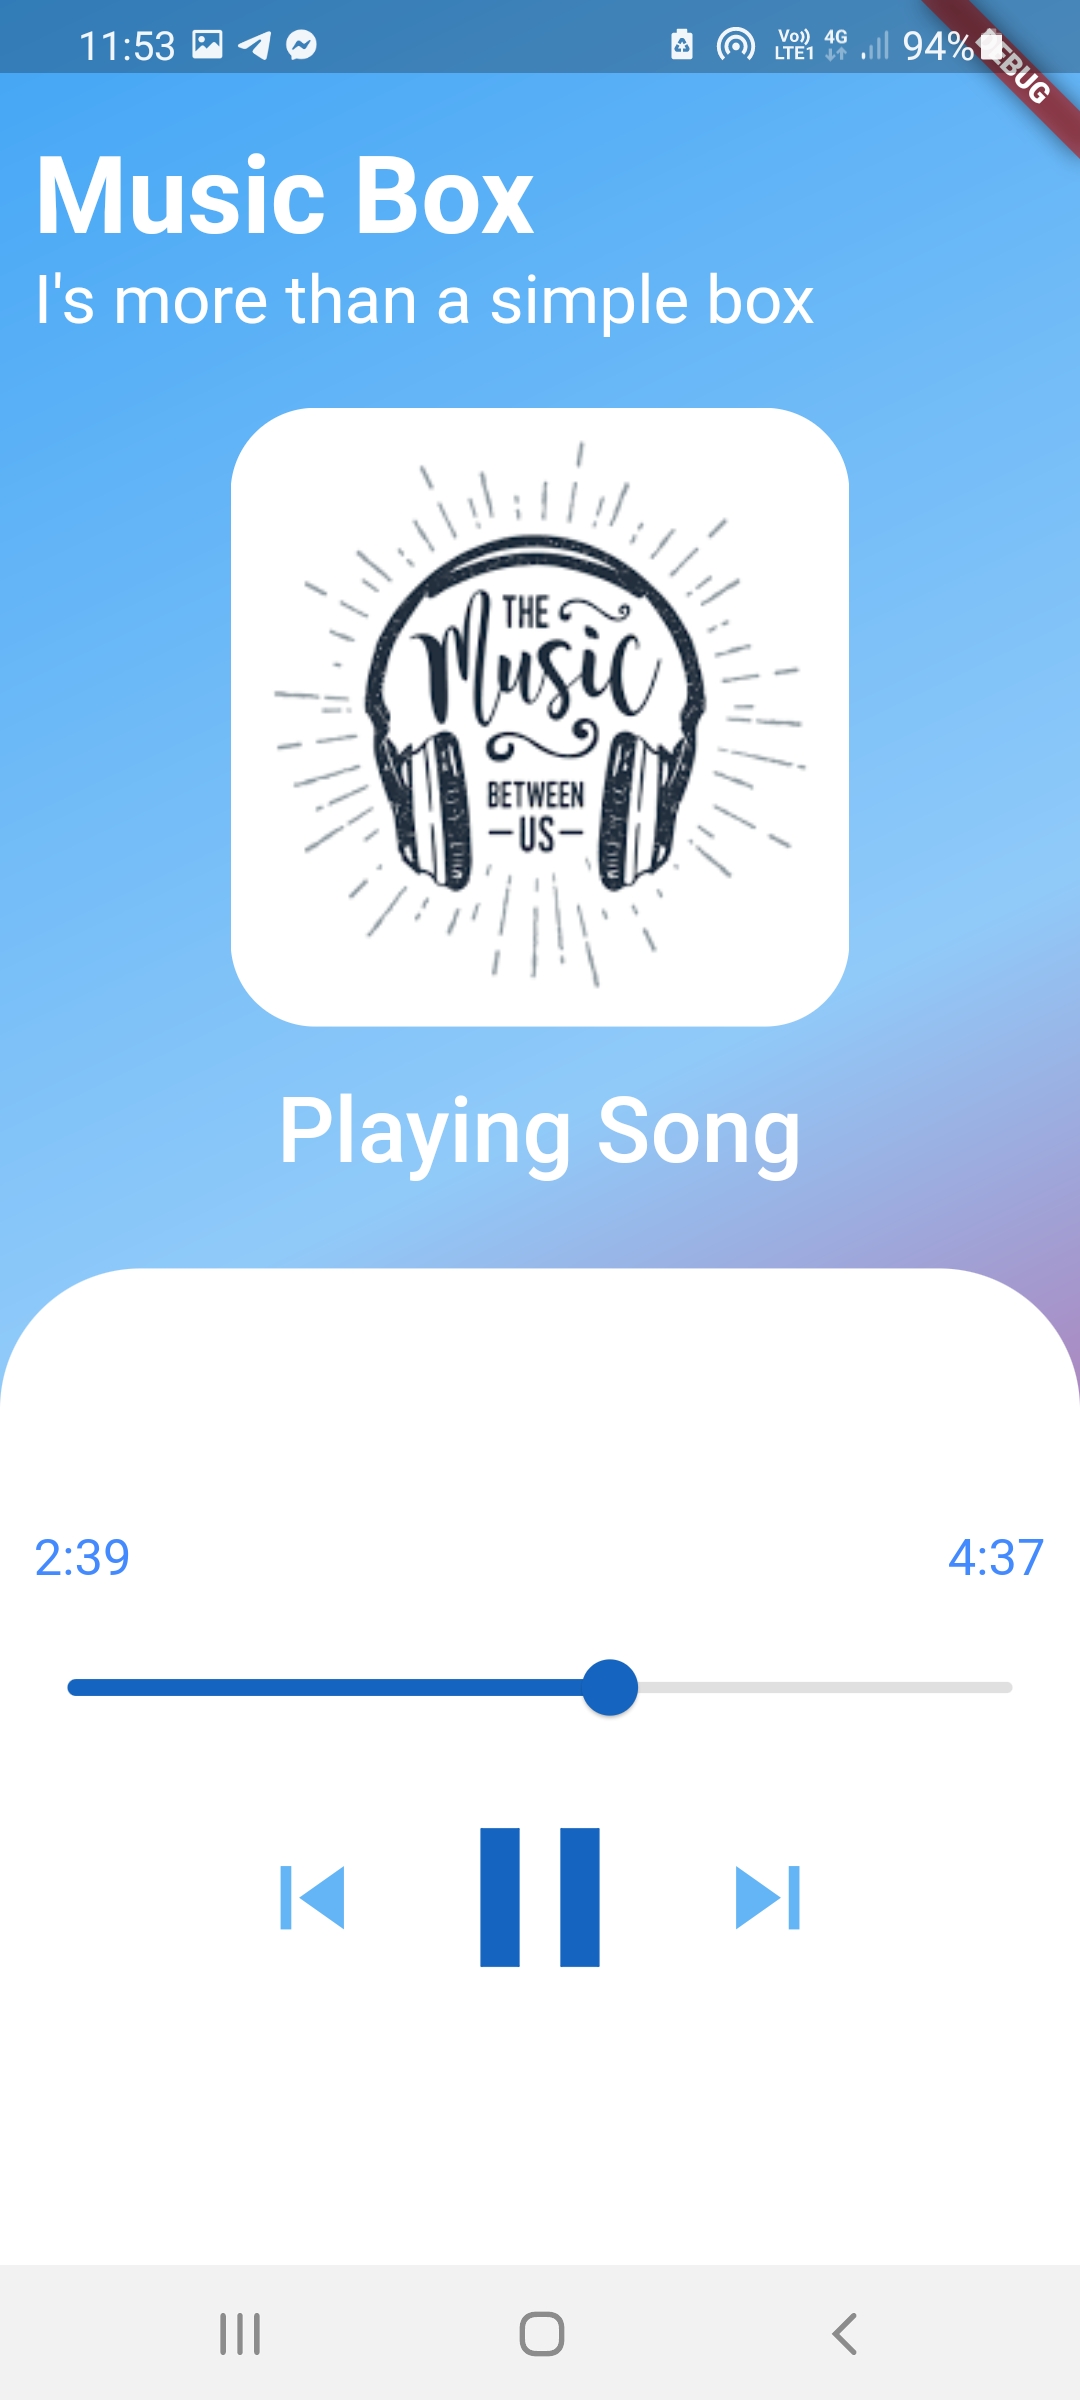 11:53 Vo)) LTE1 4G 94%
DEBUG
Music Box
I's more than a simple box
THE
Music
BETWEEN
—US—
Playing Song
2:39 4:37